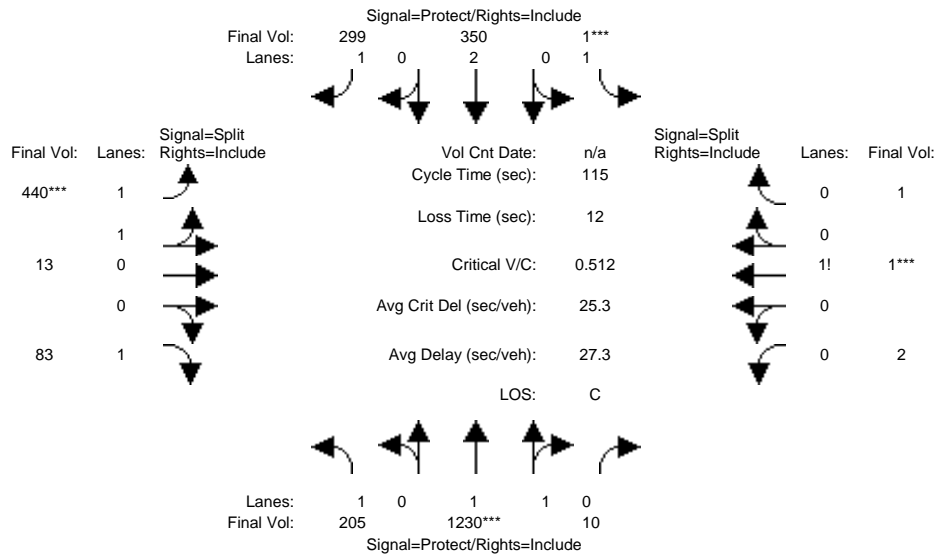 Signal=Protect/Rights=Include
Final Vol: 299 350 1***
Lanes: 1 0 2 0 1
Signal=Split
Final Vol: Lanes: Rights=Include
Vol Cnt Date: n/a
Signal=Split
Rights=Include Lanes: Final Vol:
Cycle Time (sec): 115
440*** 1 0 1
Loss Time (sec): 12
1 0
13 0 Critical V/C: 0.512 1! 1***
0 Avg Crit Del (sec/veh): 25.3 0
83 1 Avg Delay (sec/veh): 27.3 0 2
LOS: C
Lanes: 1 0 1 1 0
Final Vol: 205 1230*** 10
Signal=Protect/Rights=Include